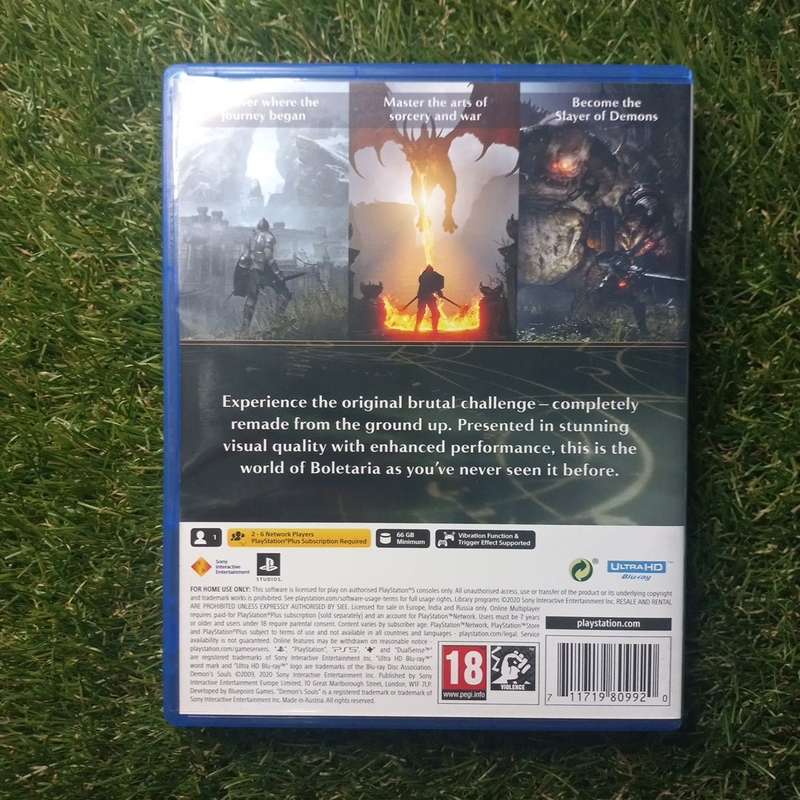 where the
journey began
Master the arts of
sorcery and war
Become the
Slayer of Demons
Experience the original brutal challenge – completely
remade from the ground up. Presented in stunning
visual quality with enhanced performance, this is the
world of Boletaria as you've never seen it before.
1
2 - 6 Network Players
PlayStation®Plus Subscription Required
66 GB
Minimum
Vibration Function &
Trigger Effect Supported
Sony
Interactive
Entertainment
PlayStation
STUDIOS
ULTRA HD
Blu-ray
FOR HOME USE ONLY: This software is licensed for play on authorised PlayStation®5 consoles only. All unauthorised access, use or transfer of the product or its underlying copyright
and trademark works is prohibited. See playstation.com/software-usage-terms for full usage rights. Library programs ©2020 Sony Interactive Entertainment Inc. RESALE AND RENTAL
ARE PROHIBITED UNLESS EXPRESSLY AUTHORISED BY SIEE. Licensed for sale in Europe, India and Russia only. Online Multiplayer
requires paid-for PlayStation®Plus subscription (sold separately) and an account for PlayStation™Network. Users must be 7 years
or older and users under 18 require parental consent. Content varies by subscriber age. PlayStation™Network, PlayStation™Store
and PlayStation®Plus subject to terms of use and not available in all countries and languages - playstation.com/legal. Service
availability is not guaranteed. Online features may be withdrawn on reasonable notice -
playstation.com/gameservers. "PlayStation", "PS5", and "DualSense"
are registered trademarks of Sony Interactive Entertainment Inc. "Ultra HD Blu-ray™"
word mark and "Ultra HD Blu-ray™" logo are trademarks of the Blu-ray Disc Association.
Demon's Souls ©2009, 2020 Sony Interactive Entertainment Inc. Published by Sony
Interactive Entertainment Europe Limited, 10 Great Marlborough Street, London, W1F 7LP.
Developed by Bluepoint Games. "Demon's Souls" is a registered trademark or trademark of
Sony Interactive Entertainment Inc. Made in Austria. All rights reserved.
18
www.pegi.info
VIOLENCE
playstation.com
7 11719 80992 0